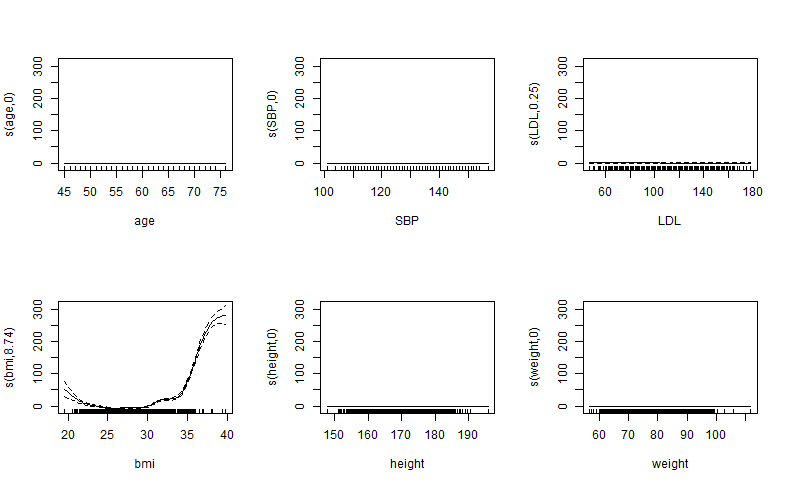 s(age,0)
0 100 300
45 50 55 60 65 70 75
age
s(SBP,0)
0 100 300
100 120 140
SBP
s(LDL,0.25)
0 100 300
60 100 140 180
LDL
s(bmi,8.74)
0 100 200 300
20 25 30 35 40
bmi
s(height,0)
0 100 200 300
150 160 170 180 190
height
s(weight,0)
0 100 200 300
60 70 80 90 100
weight